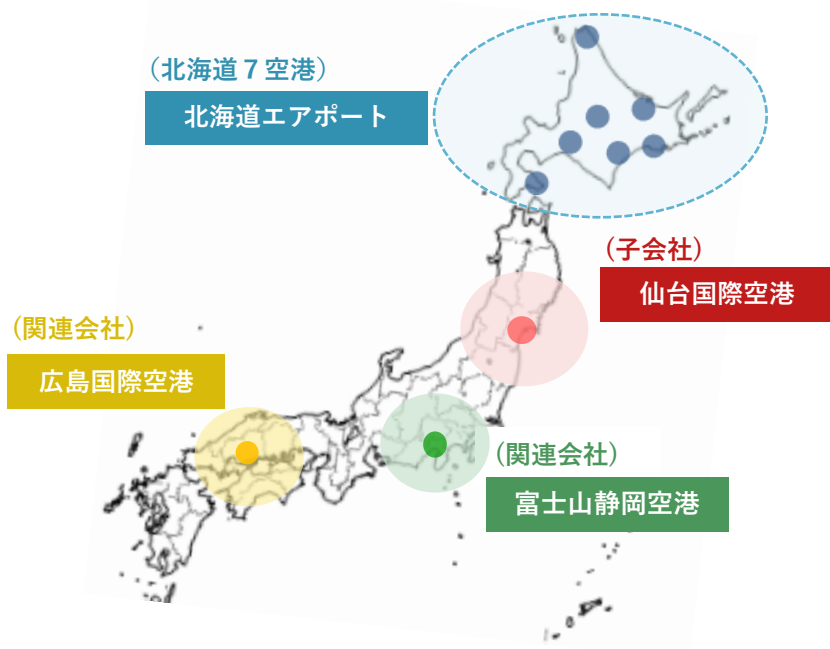 （北海道７空港）
北海道エアポート
（子会社）
仙台国際空港
（関連会社）
広島国際空港
（関連会社）
富士山静岡空港